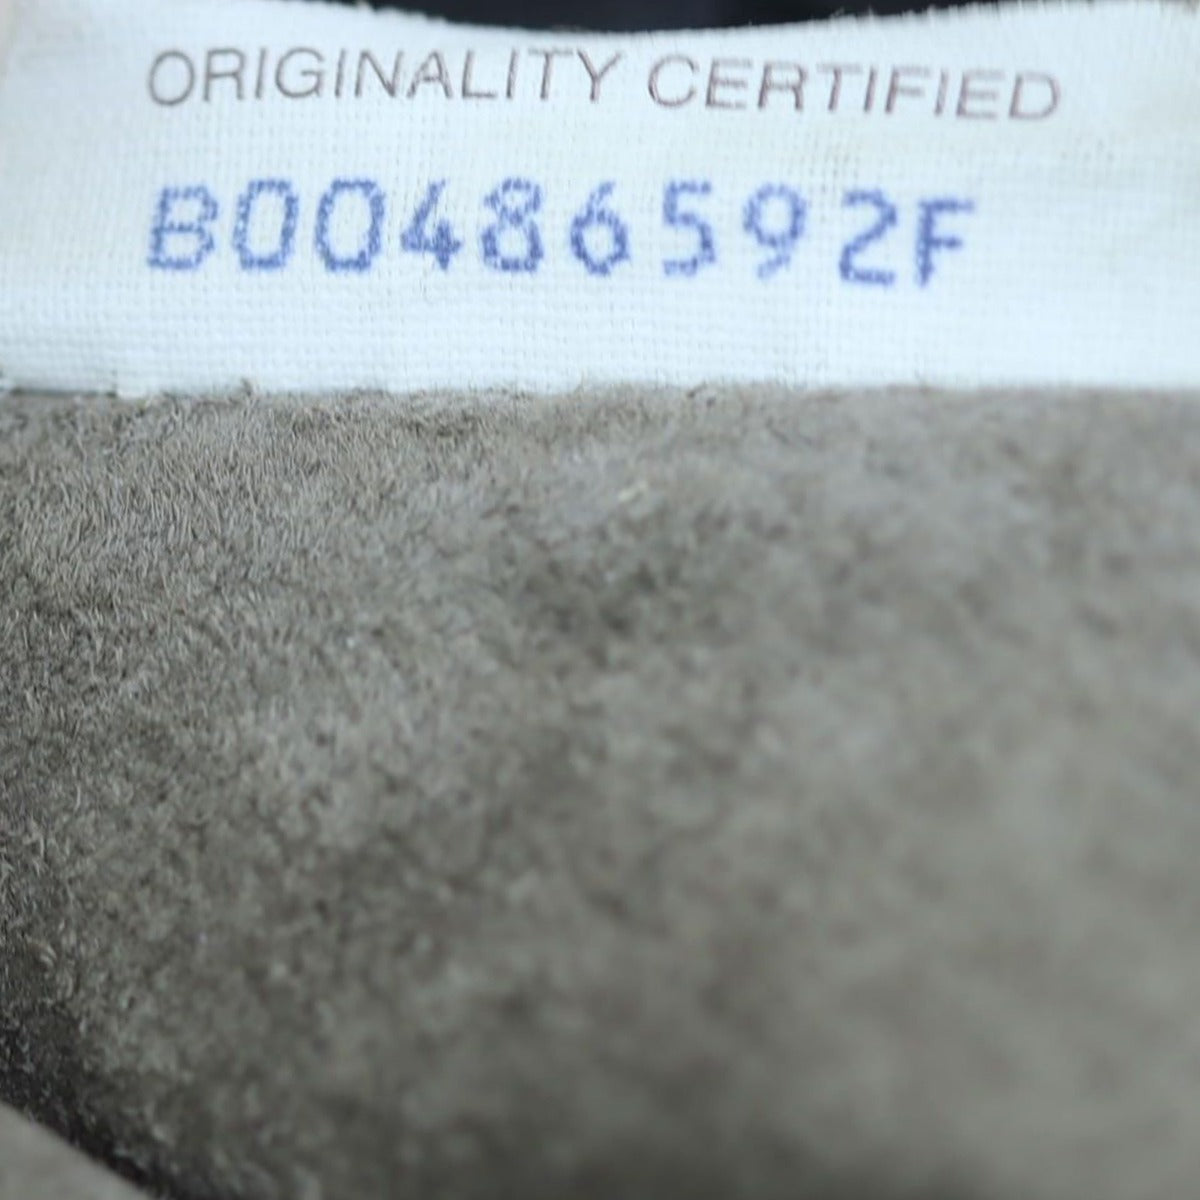 ORIGINALITY CERTIFIED
B00486592F